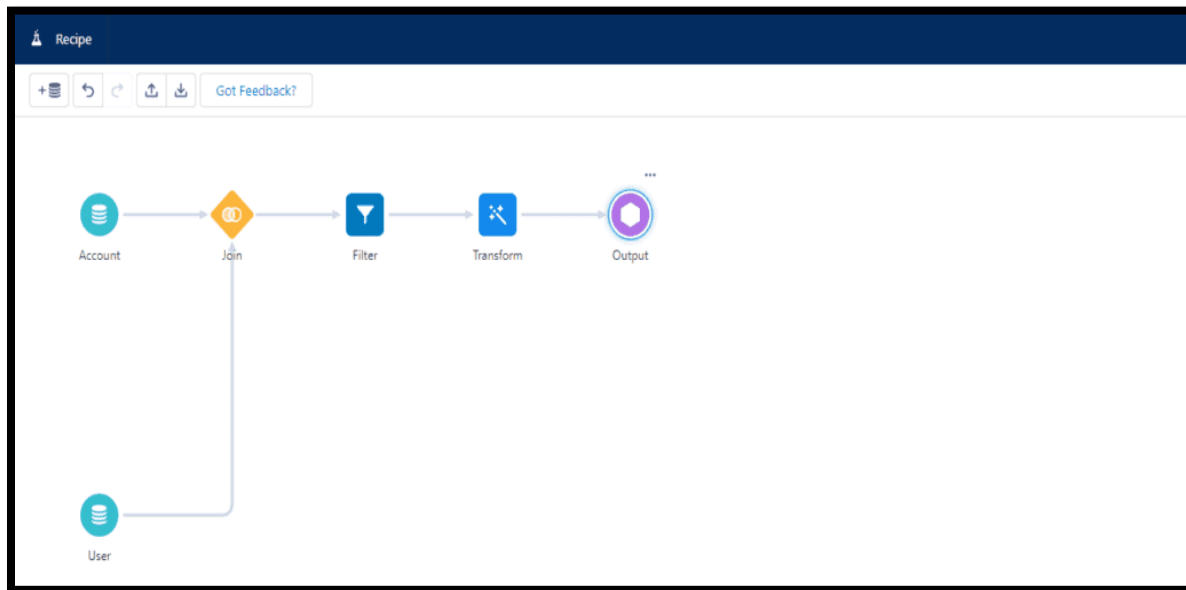 Recipe
Got Feedback?
Account
Join
Filter
Transform
Output
User